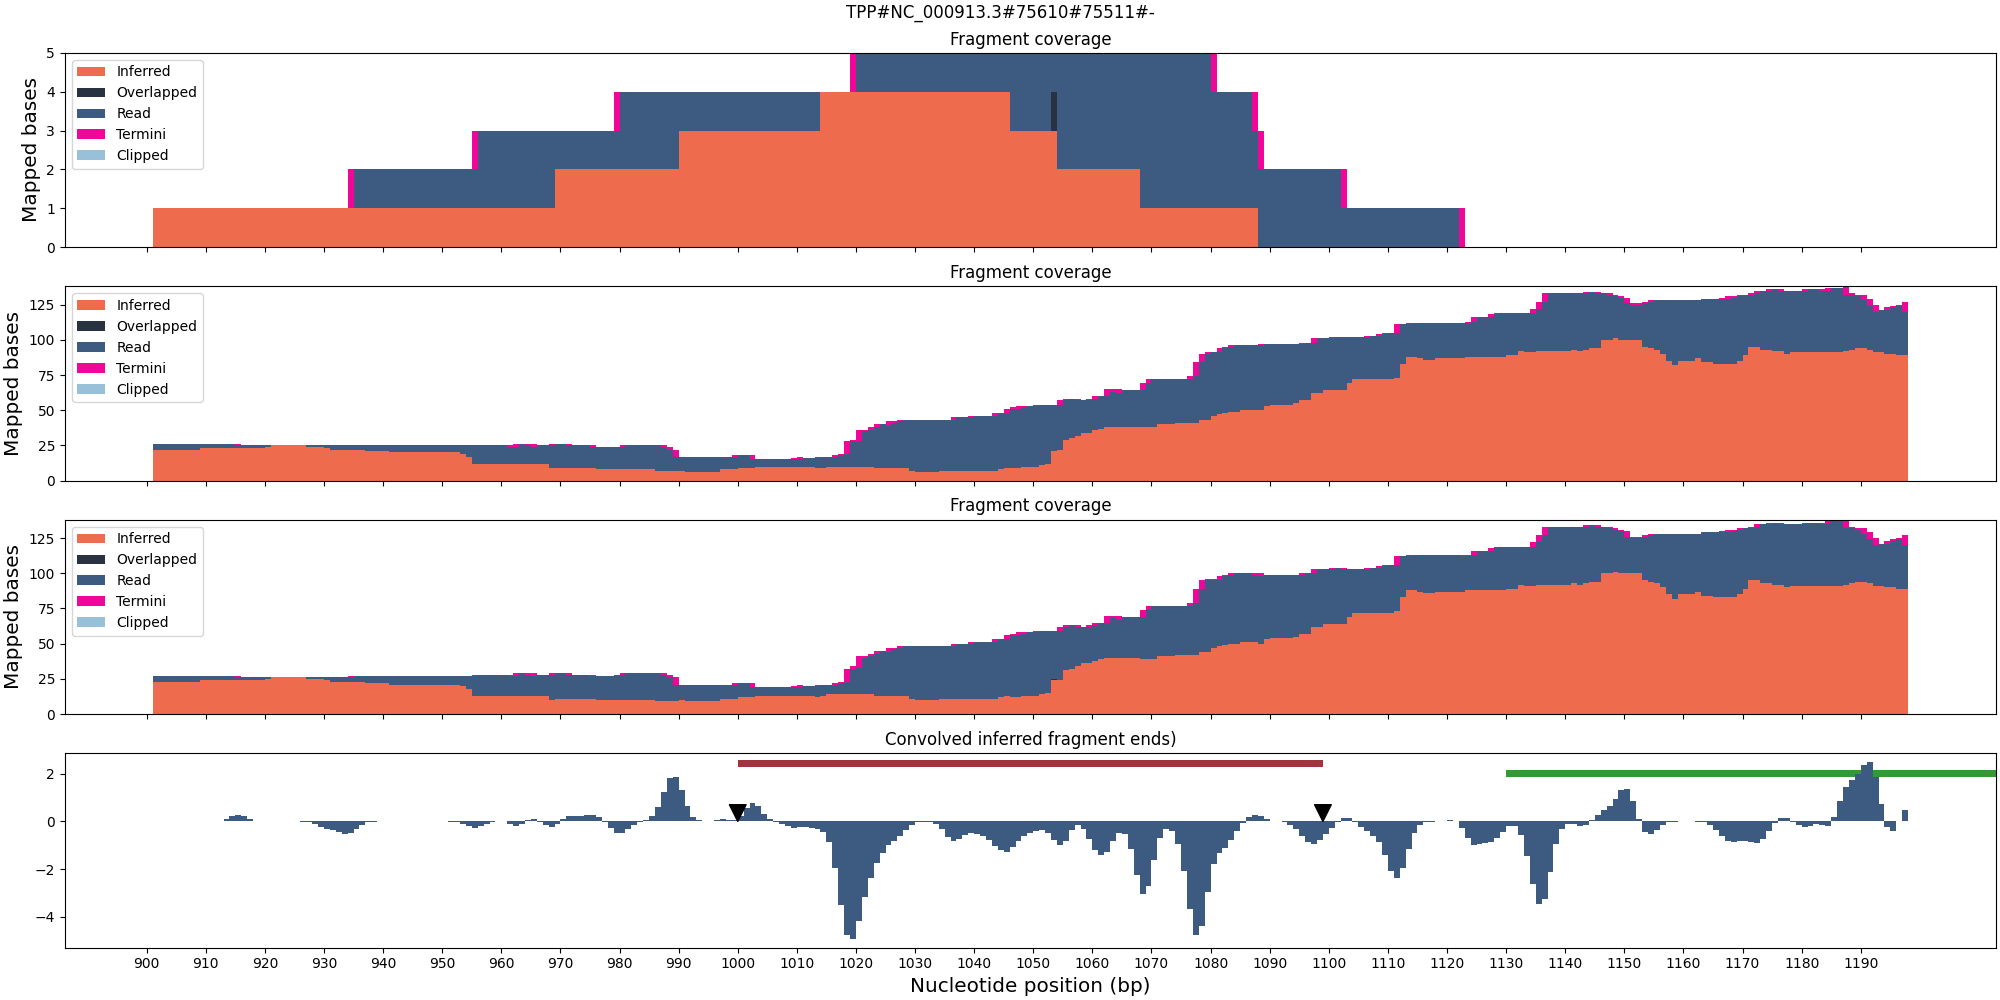 TPP#NC_000913.3#75610#75511#-
Fragment coverage
Mapped bases
5
4
3
2
1
0
Inferred
Overlapped
Read
Termini
Clipped
Fragment coverage
Mapped bases
125
100
75
50
25
0
Inferred
Overlapped
Read
Termini
Clipped
Fragment coverage
Mapped bases
125
100
75
50
25
0
Inferred
Overlapped
Read
Termini
Clipped
Convolved inferred fragment ends)
2
0
−2
−4
900 910 920 930 940 950 960 970 980 990 1000 1010 1020 1030 1040 1050 1060 1070 1080 1090 1100 1110 1120 1130 1140 1150 1160 1170 1180 1190
Nucleotide position (bp)